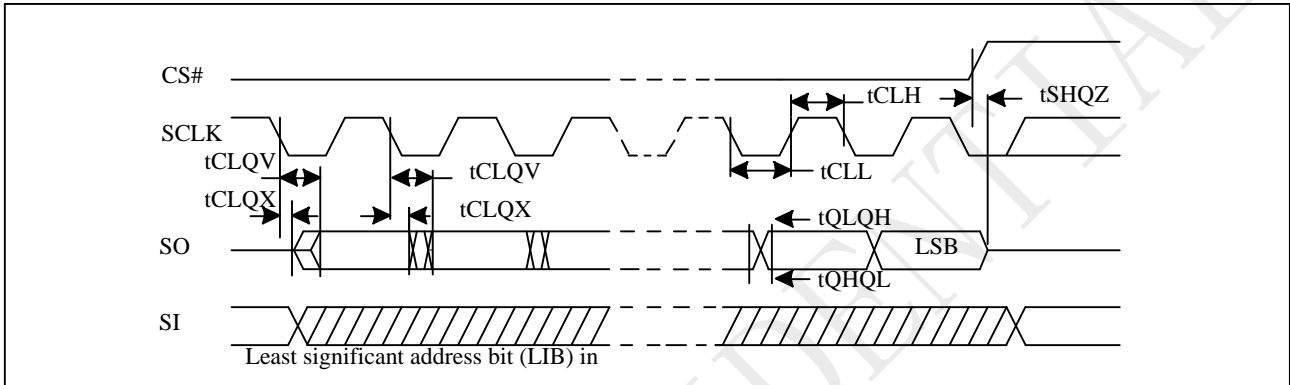 CS#
tCLH
tSHQZ
SCLK
tCLQV
tCLQV
tCLL
tCLQX
tCLQX
tQLQH
SO
LSB
tQHQL
SI
Least significant address bit (LIB) in